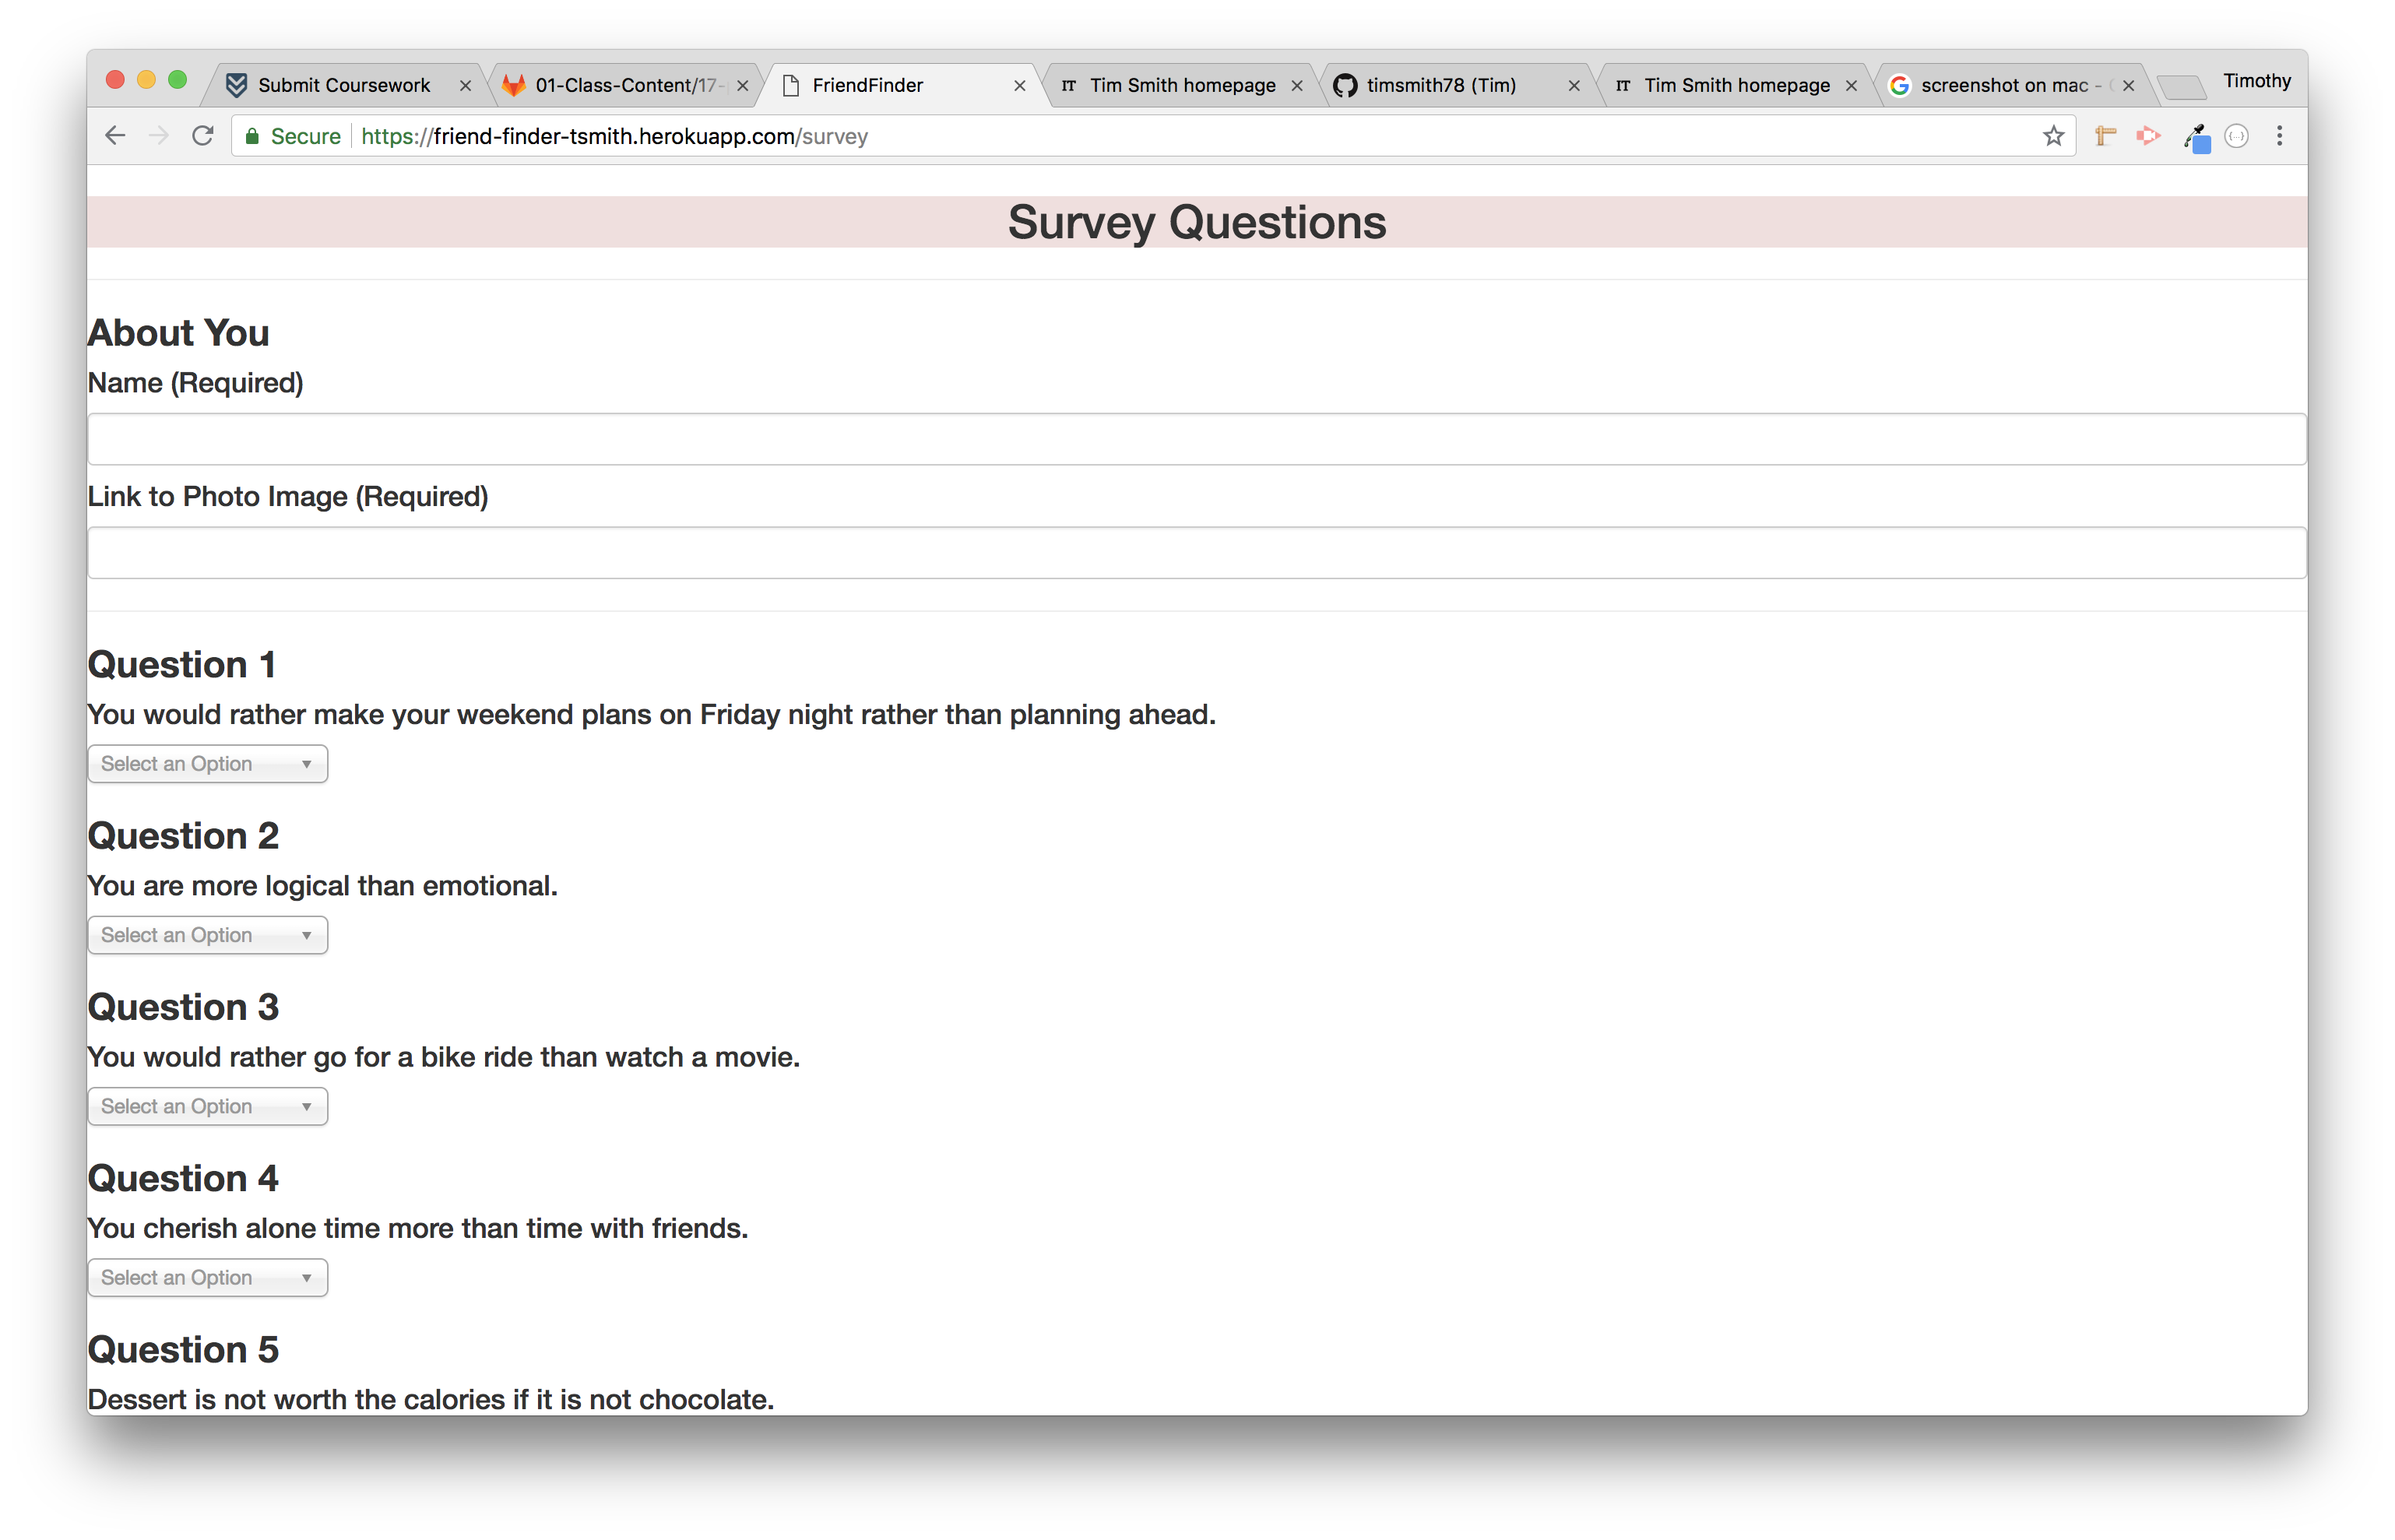 Submit Coursework
01-Class-Content/17-
FriendFinder
IT Tim Smith homepage
timsmith78 (Tim)
IT Tim Smith homepage
screenshot on mac -
Timothy
Secure https://friend-finder-tsmith.herokuapp.com/survey
Survey Questions
About You
Name (Required)
Link to Photo Image (Required)
Question 1
You would rather make your weekend plans on Friday night rather than planning ahead.
Select an Option
Question 2
You are more logical than emotional.
Select an Option
Question 3
You would rather go for a bike ride than watch a movie.
Select an Option
Question 4
You cherish alone time more than time with friends.
Select an Option
Question 5
Dessert is not worth the calories if it is not chocolate.